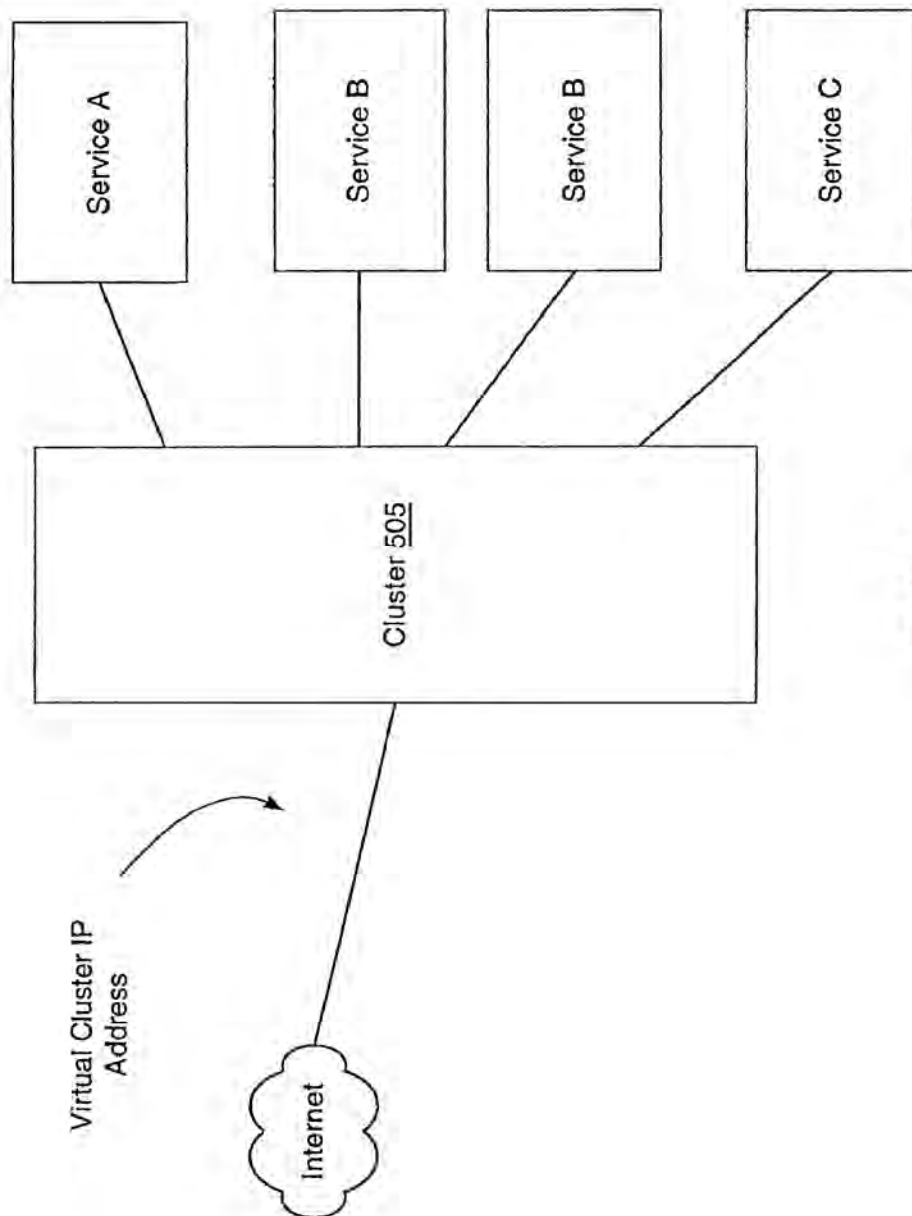 Virtual Cluster IP
Address
Internet
Cluster 505
Service A
Service B
Service B
Service C